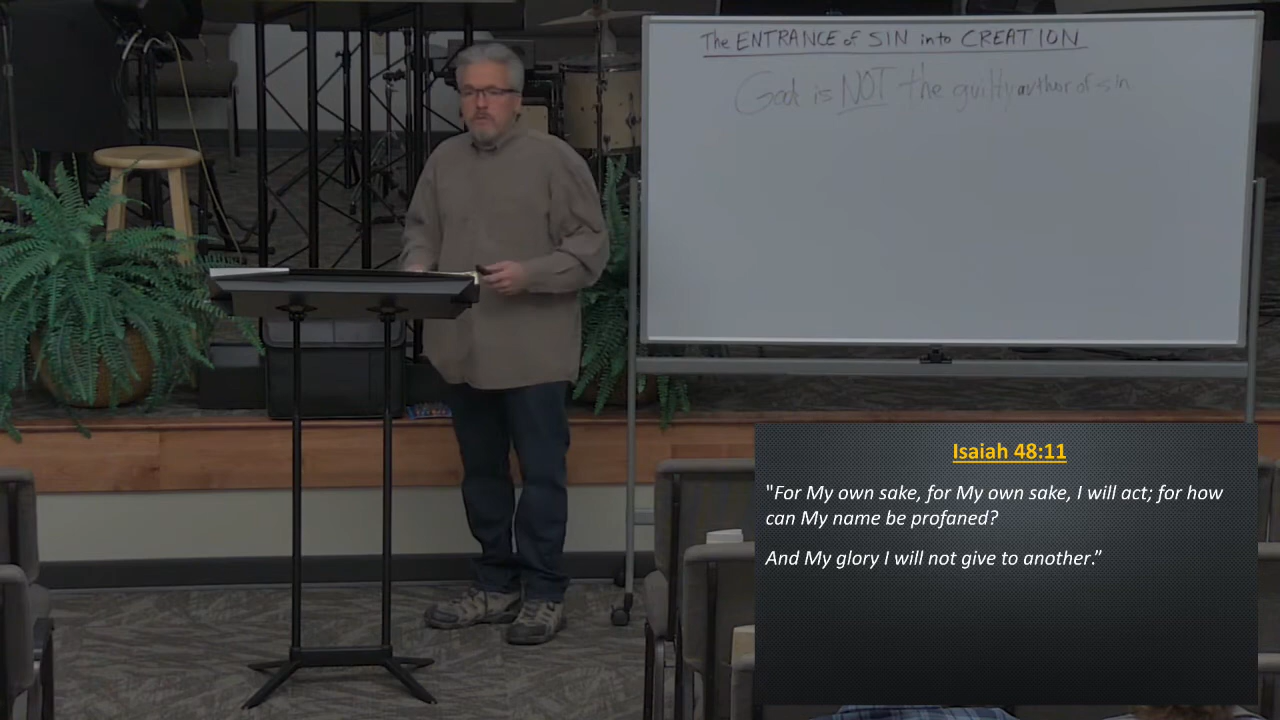 The ENTRANCE of SIN into CREATION
God is NOT the guilty author of sin
Isaiah 48:11
"For My own sake, for My own sake, I will act; for how
can My name be profaned?
And My glory I will not give to another.”